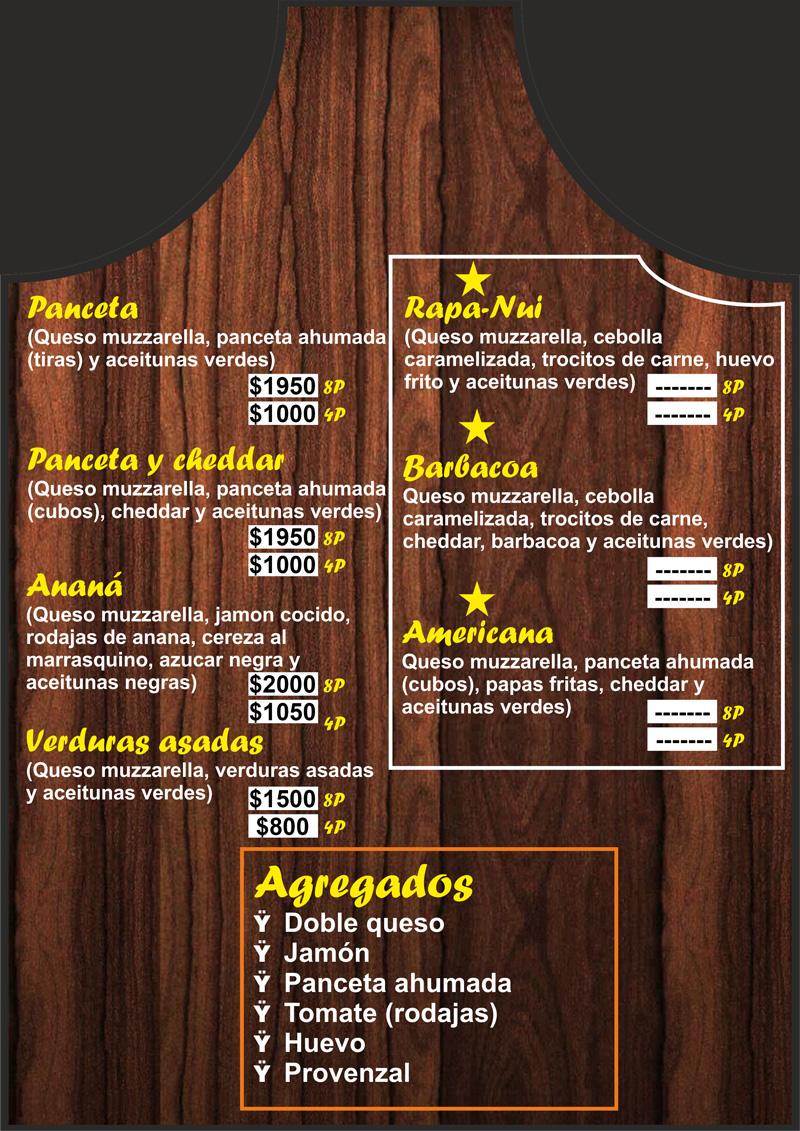 Panceta
(Queso muzzarella, panceta ahumada
(tiras) y aceitunas verdes)
$1950 8P
$1000 4P
Panceta y cheddar
(Queso muzzarella, panceta ahumada
(cubos), cheddar y aceitunas verdes)
$1950 8P
$1000 4P
Ananá
(Queso muzzarella, jamon cocido,
rodajas de anana, cereza al
marrasquino, azucar negra y
aceitunas negras)
$2000 8P
$1050 4P
Verduras asadas
(Queso muzzarella, verduras asadas
y aceitunas verdes)
$1500 8P
$800 4P
Rapa-Nui
(Queso muzzarella, cebolla
caramelizada, trocitos de carne, huevo
frito y aceitunas verdes)
------- 8P
------- 4P
Barbacoa
Queso muzzarella, cebolla
caramelizada, trocitos de carne,
cheddar, barbacoa y aceitunas verdes)
------- 8P
------- 4P
Americana
Queso muzzarella, panceta ahumada
(cubos), papas fritas, cheddar y
aceitunas verdes)
------- 8P
------- 4P
Agregados
Ÿ Doble queso
Ÿ Jamón
Ÿ Panceta ahumada
Ÿ Tomate (rodajas)
Ÿ Huevo
Ÿ Provenzal